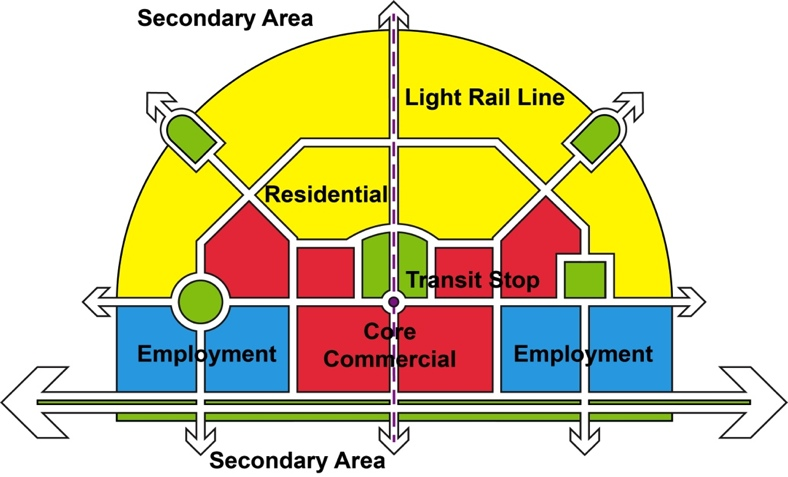 Secondary Area
Light Rail Line
Residential
Transit Stop
Core
Commercial
Employment
Employment
Secondary Area